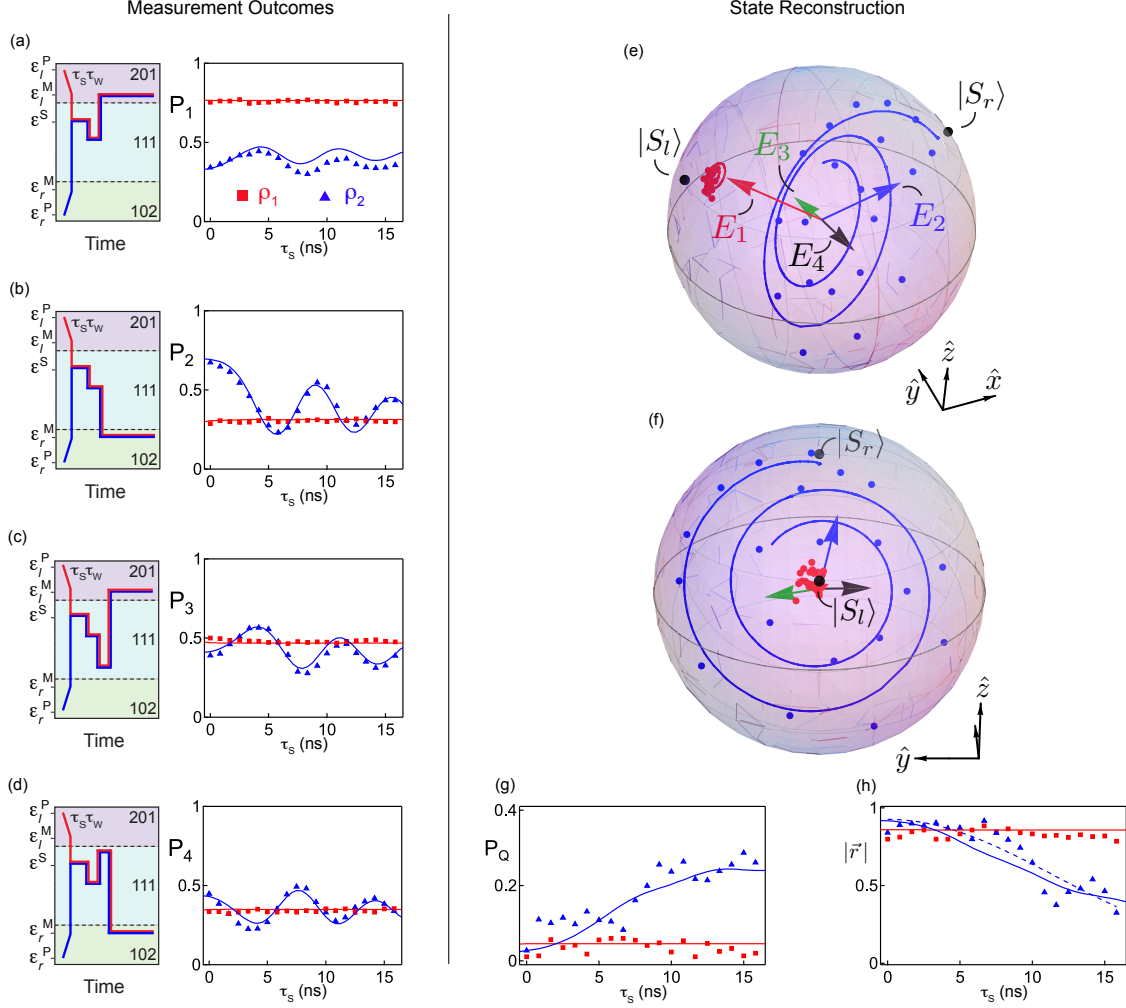 Measurement Outcomes
State Reconstruction
(a)
ε_l^P
ε_l^M
ε^S
ε_r^M
ε_r^P
τ_S τ_W
201
111
102
Time
P_1
1
0.5
0
0 5 10 15
τ_S (ns)
ρ_1
ρ_2
(b)
ε_l^P
ε_l^M
ε^S
ε_r^M
ε_r^P
τ_S τ_W
201
111
102
Time
P_2
1
0.5
0
0 5 10 15
τ_S (ns)
(c)
ε_l^P
ε_l^M
ε^S
ε_r^M
ε_r^P
τ_S τ_W
201
111
102
Time
P_3
1
0.5
0
0 5 10 15
τ_S (ns)
(d)
ε_l^P
ε_l^M
ε^S
ε_r^M
ε_r^P
τ_S τ_W
201
111
102
Time
P_4
1
0.5
0
0 5 10 15
τ_S (ns)
(e)
|S_r⟩
|S_l⟩
E_3
E_1
E_2
E_4
ẑ
ŷ
x̂
(f)
|S_r⟩
|S_l⟩
ẑ
ŷ
(g)
P_Q
0.4
0.2
0
0 5 10 15
τ_S (ns)
(h)
|r⃗|
1
0.5
0
0 5 10 15
τ_S (ns)